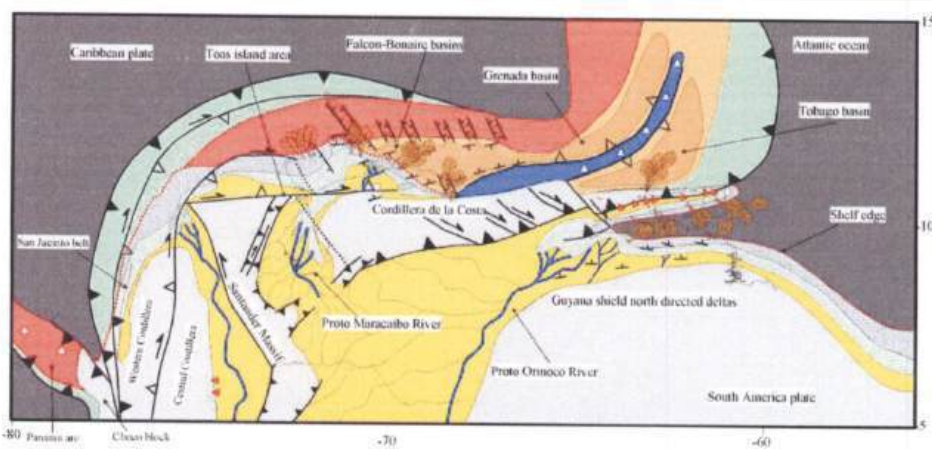 15
Caribbean plate
Tons island area
Falcon-Bonaire basins
Atlantic ocean
Grenada basin
Tobago basin
Cordillera de la Costa
10
Shelf edge
San Jacinto belt
Guyana shield north directed deltas
Santander Massif
Proto Maracaibo River
Western Cordillera
Central Cordillera
Proto Orinoco River
South America plate
5
-80
Panama arc
Choco block
-70
-60